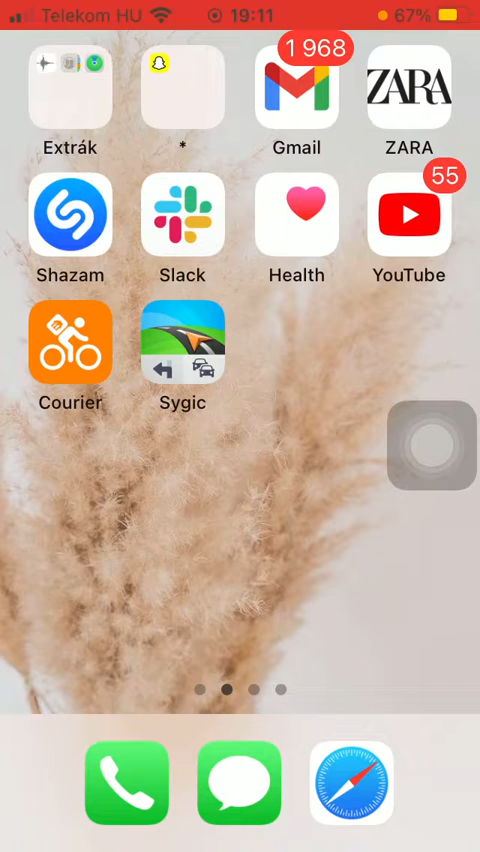 Telekom HU 19:11 67%
1 968
ZARA
Extrák * Gmail ZARA
55
Shazam Slack Health YouTube
Courier Sygic